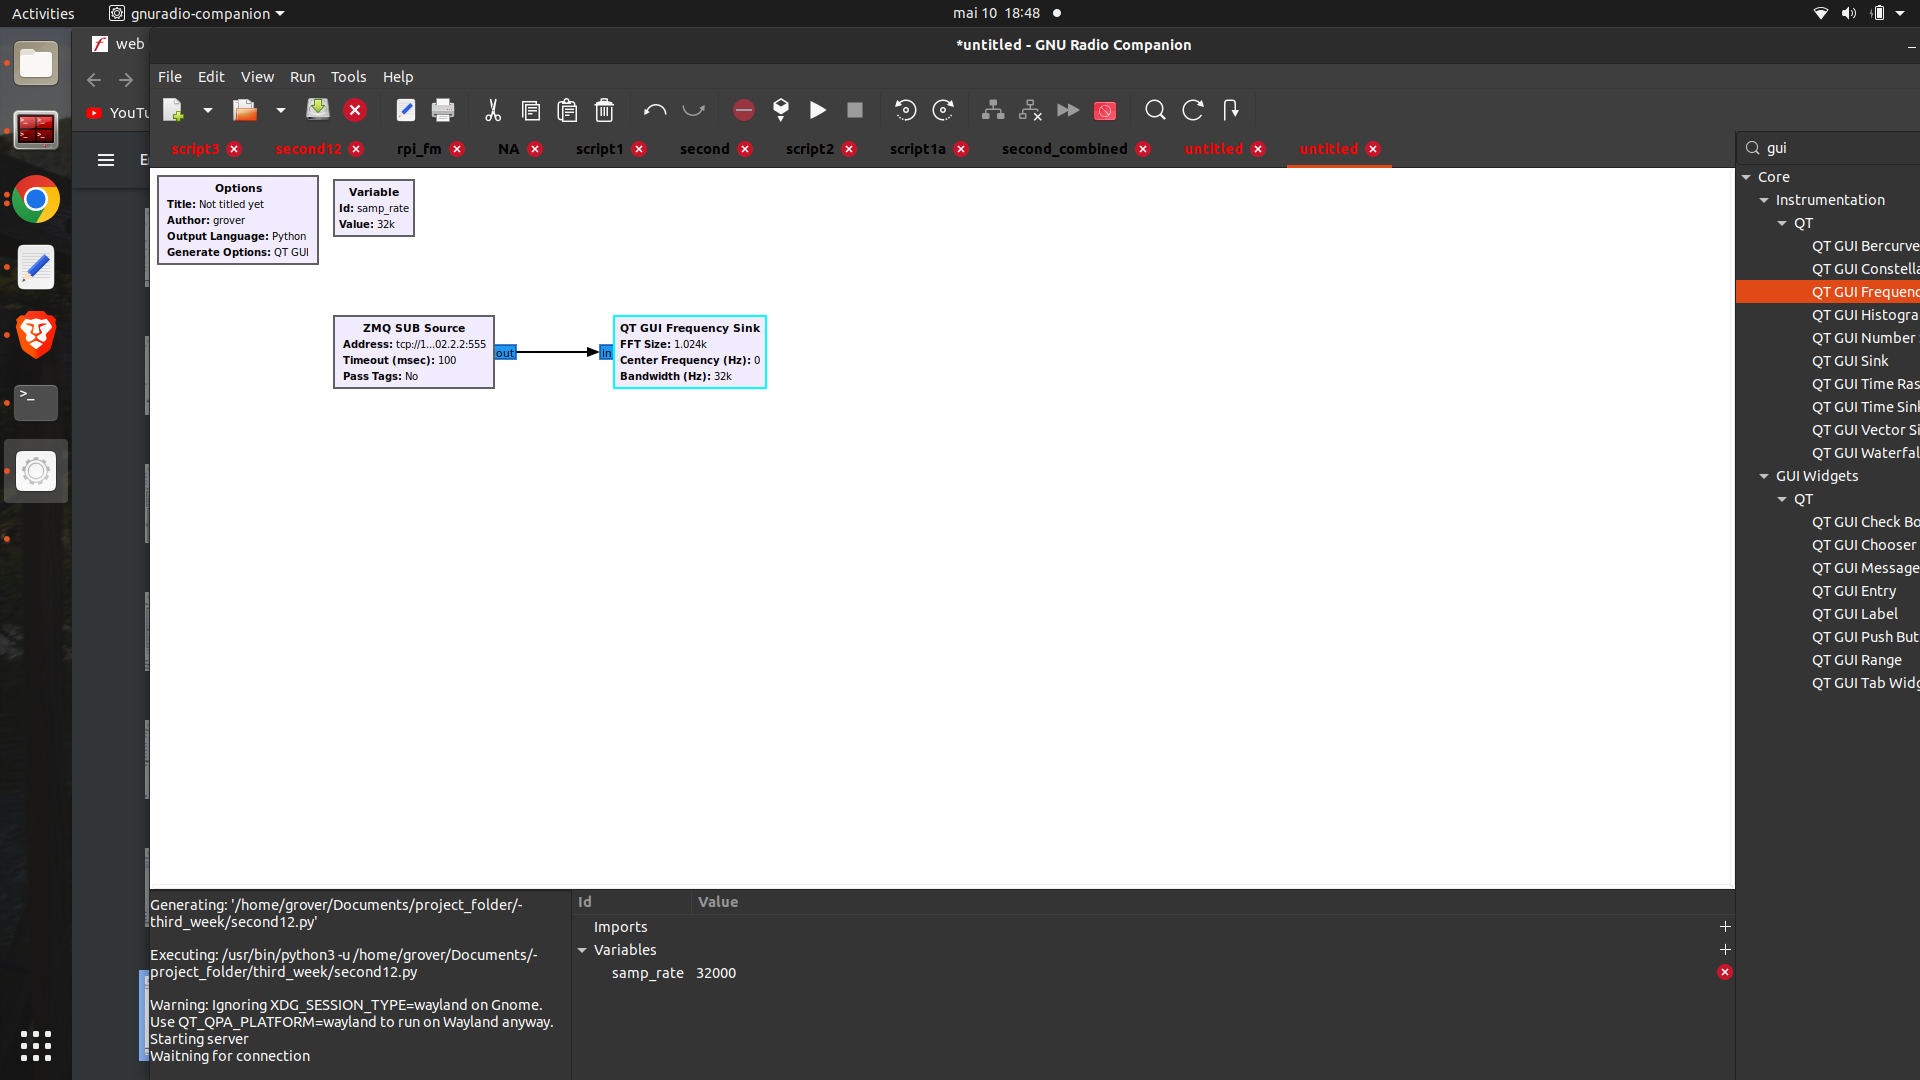 Activities
gnuradio-companion
mai 10 18:48
web
*untitled - GNU Radio Companion
File Edit View Run Tools Help
YouTu
script3 second12 rpi_fm NA script1 second script2 script1a second_combined untitled untitled
gui
Options
Title: Not titled yet
Author: grover
Output Language: Python
Generate Options: QT GUI
Variable
Id: samp_rate
Value: 32k
ZMQ SUB Source
Address: tcp://1...02.2.2:555
Timeout (msec): 100
Pass Tags: No
out
in
QT GUI Frequency Sink
FFT Size: 1.024k
Center Frequency (Hz): 0
Bandwidth (Hz): 32k
Core
Instrumentation
QT
QT GUI Bercurve
QT GUI Constella
QT GUI Frequenc
QT GUI Histogra
QT GUI Number
QT GUI Sink
QT GUI Time Ras
QT GUI Time Sink
QT GUI Vector Si
QT GUI Waterfal
GUI Widgets
QT
QT GUI Check Bo
QT GUI Chooser
QT GUI Message
QT GUI Entry
QT GUI Label
QT GUI Push But
QT GUI Range
QT GUI Tab Widg
Generating: '/home/grover/Documents/project_folder/-
third_week/second12.py'
Executing: /usr/bin/python3 -u /home/grover/Documents/-
project_folder/third_week/second12.py
Warning: Ignoring XDG_SESSION_TYPE=wayland on Gnome.
Use QT_QPA_PLATFORM=wayland to run on Wayland anyway.
Starting server
Waitning for connection
Id Value
Imports
Variables
samp_rate 32000